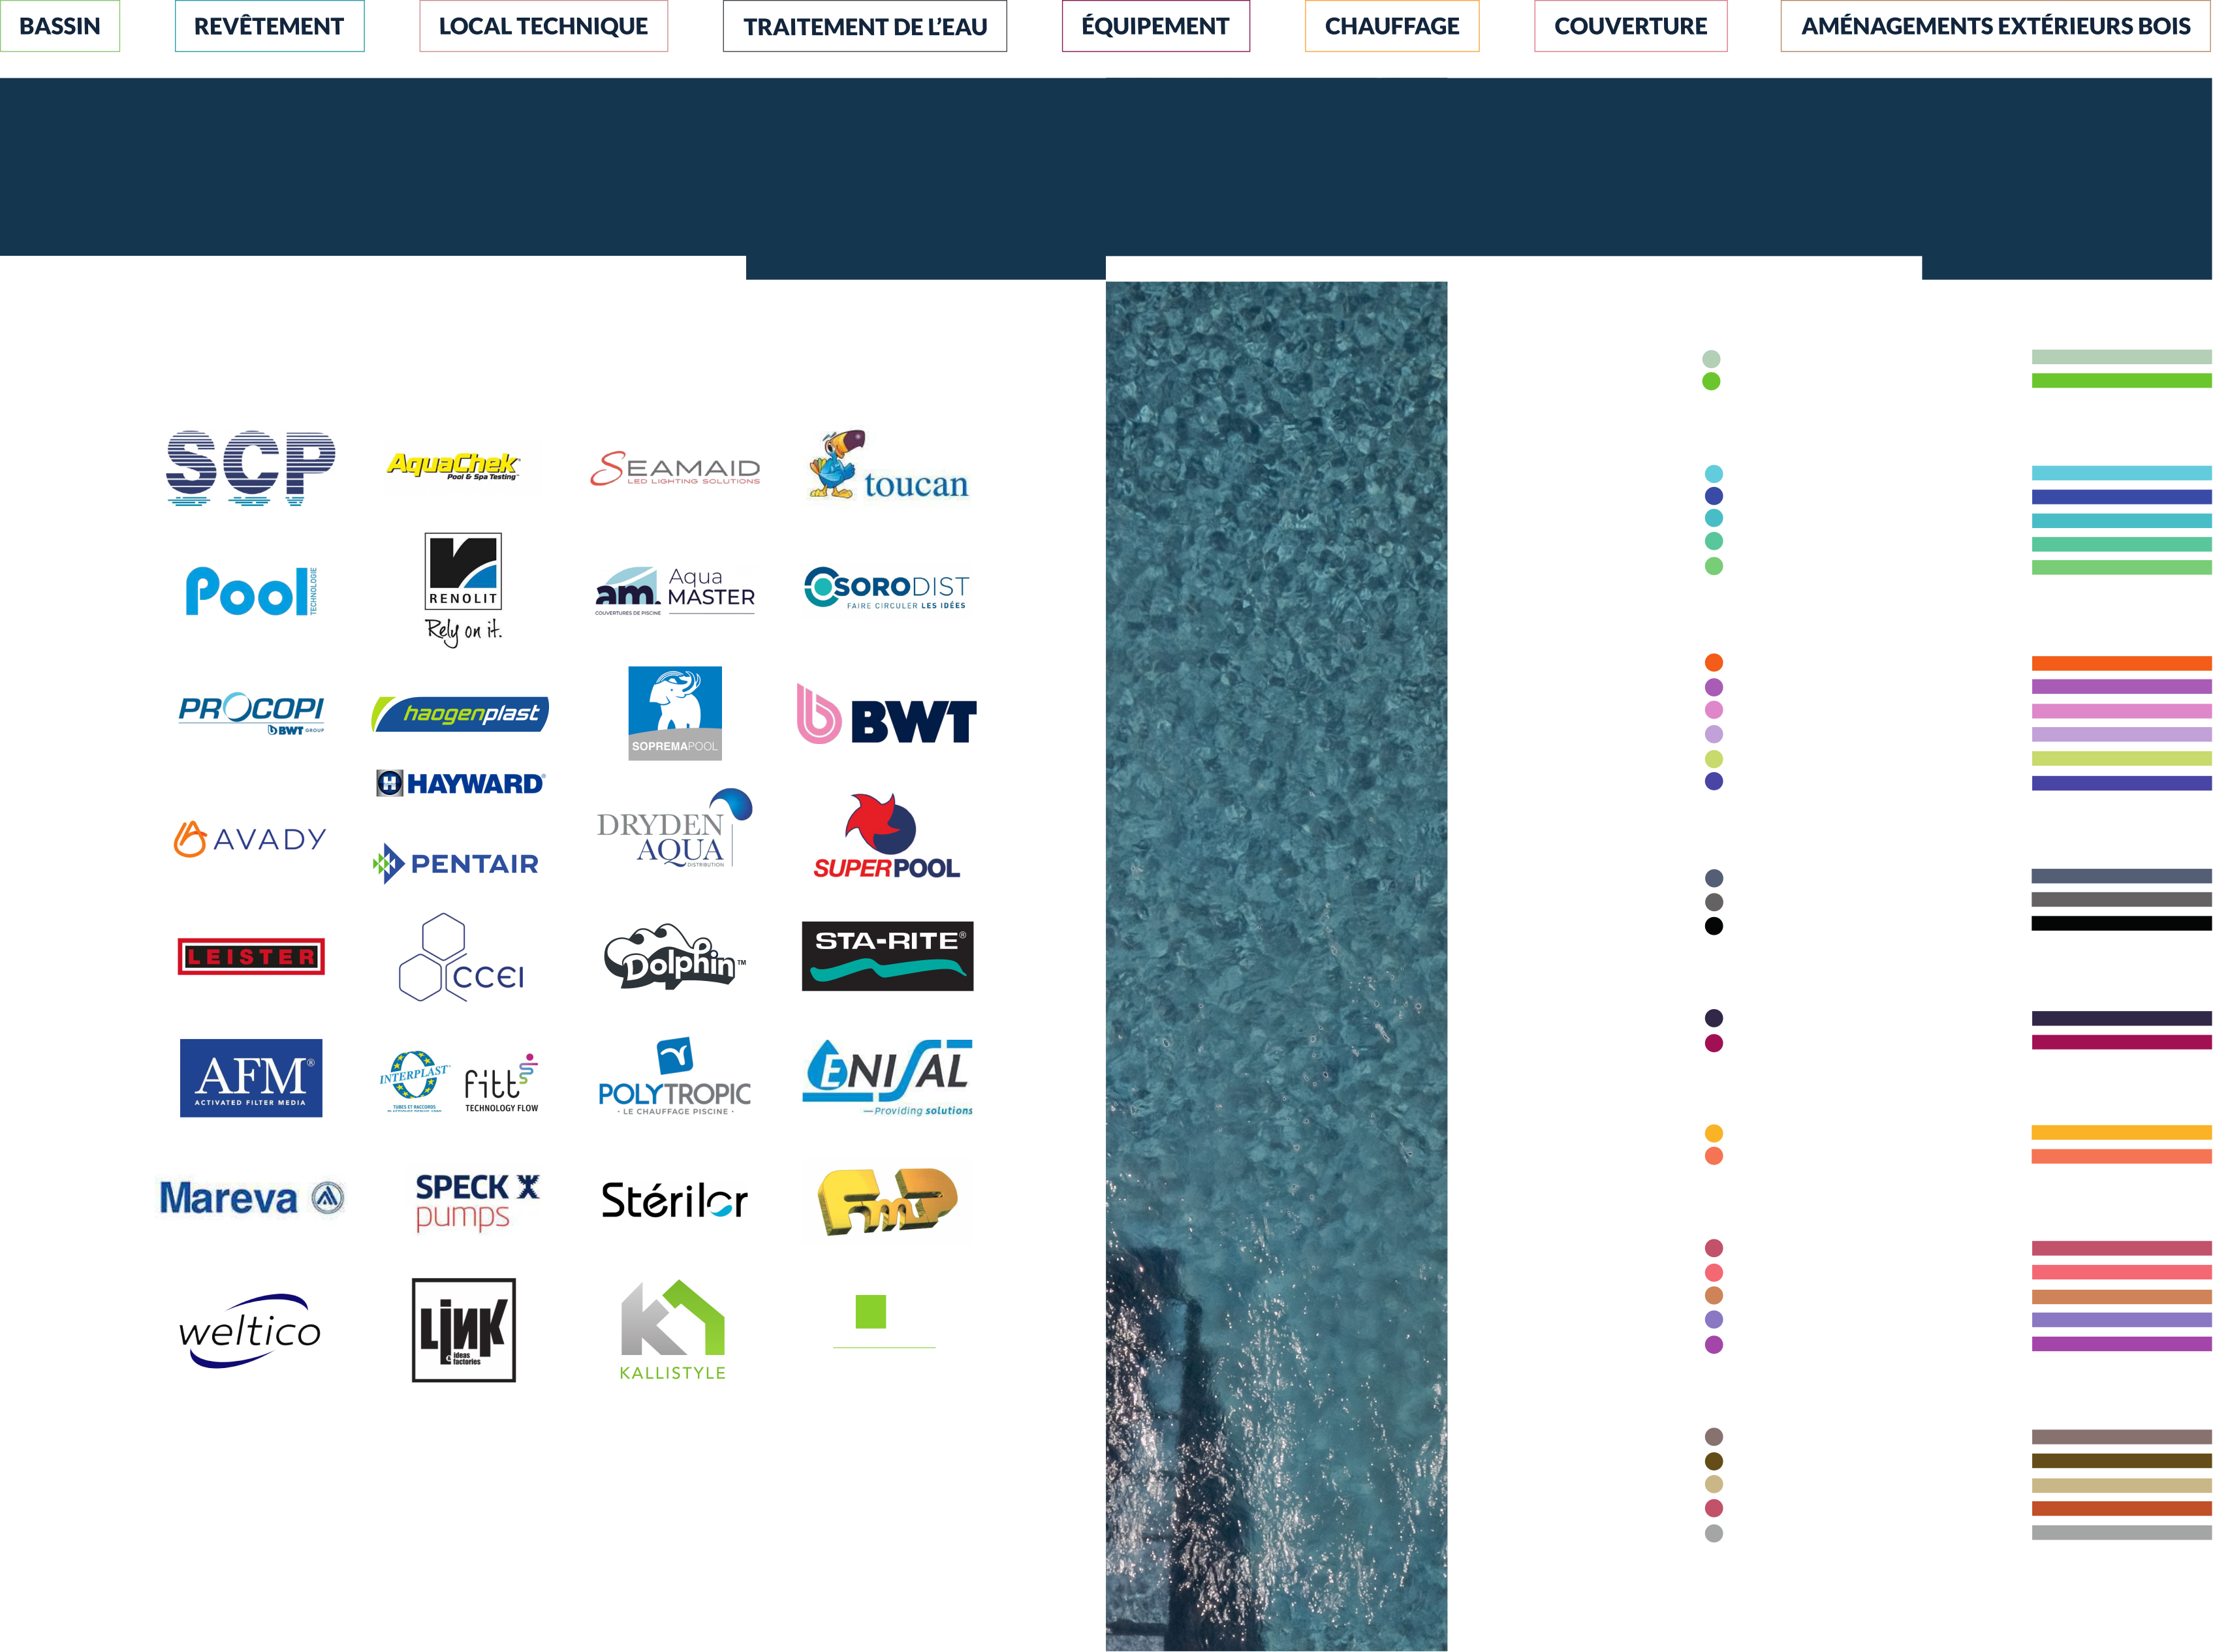 BASSIN
REVÊTEMENT
LOCAL TECHNIQUE
TRAITEMENT DE L'EAU
ÉQUIPEMENT
CHAUFFAGE
COUVERTURE
AMÉNAGEMENTS EXTÉRIEURS BOIS
SCP
AquaChek
Pool & Spa Testing
SEAMAID
LED LIGHTING SOLUTIONS
toucan
Pool
TECHNOLOGIE
RENOLIT
Rely on it.
am.
COUVERTURES DE PISCINE
Aqua
MASTER
SORODIST
FAIRE CIRCULER LES IDÉES
PROCOPI
BWT GROUP
haogenplast
SOPREMAPOOL
BWT
HAYWARD®
AVADY
PENTAIR
DRYDEN
AQUA
DISTRIBUTION
SUPERPOOL
LEISTER
CCEI
Dolphin™
STA-RITE®
AFM®
ACTIVATED FILTER MEDIA
INTERPLAST
TUBES ET RACCORDS
fitt
TECHNOLOGY FLOW
POLYTROPIC
· LE CHAUFFAGE PISCINE ·
ENISAL
—Providing solutions
Mareva
SPECK
pumps
Stérilor
FmP
weltico
LINK
ideas
& factories
KALLISTYLE